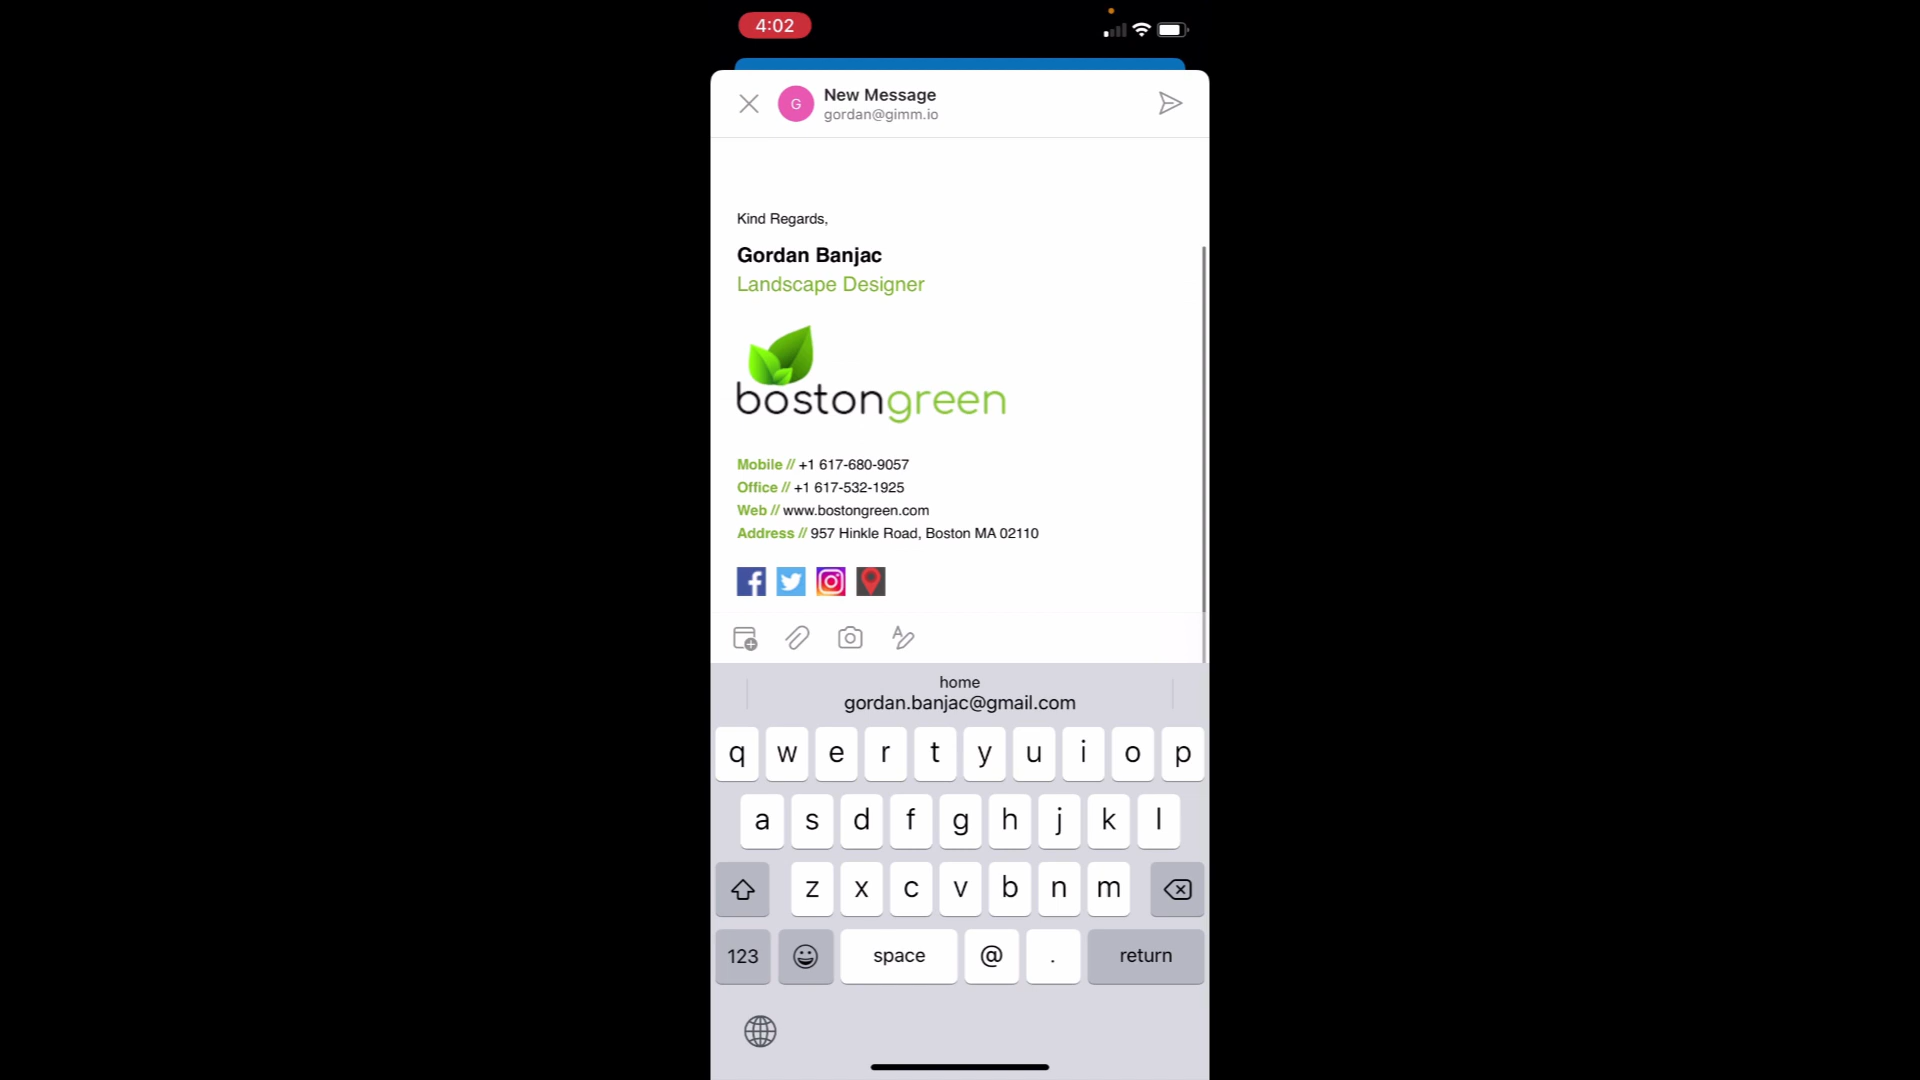 4:02
G
New Message
gordan@gimm.io
Kind Regards,
Gordan Banjac
Landscape Designer
bostongreen
Mobile // +1 617-680-9057
Office // +1 617-532-1925
Web // www.bostongreen.com
Address // 957 Hinkle Road, Boston MA 02110
home
gordan.banjac@gmail.com
q w e r t y u i o p
a s d f g h j k l
z x c v b n m
123 space @ . return